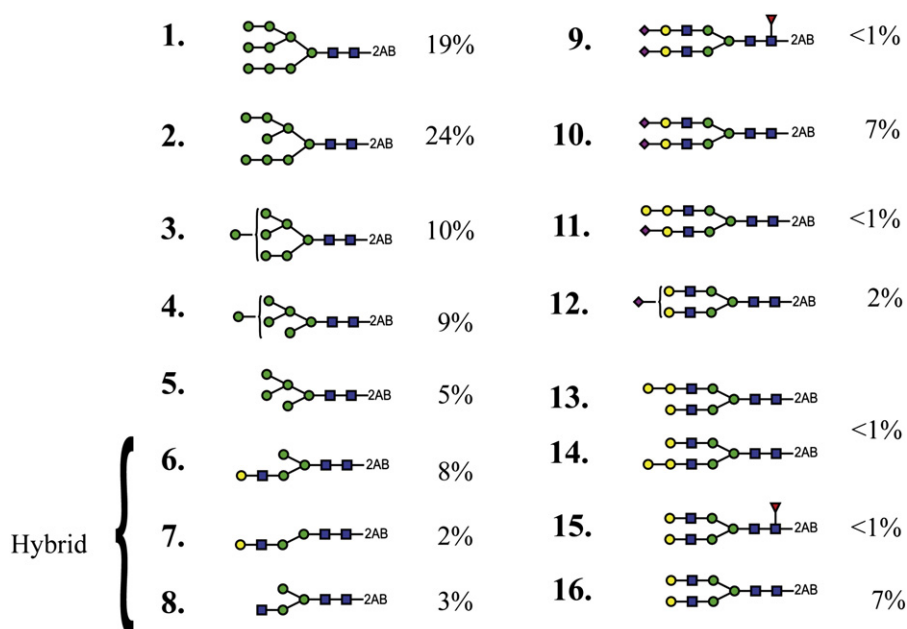 1. 2AB 19%
2. 2AB 24%
3. 2AB 10%
4. 2AB 9%
5. 2AB 5%
Hybrid
6. 2AB 8%
7. 2AB 2%
8. 2AB 3%
9. 2AB <1%
10. 2AB 7%
11. 2AB <1%
12. 2AB 2%
13. 2AB
<1%
14. 2AB
15. 2AB <1%
16. 2AB 7%